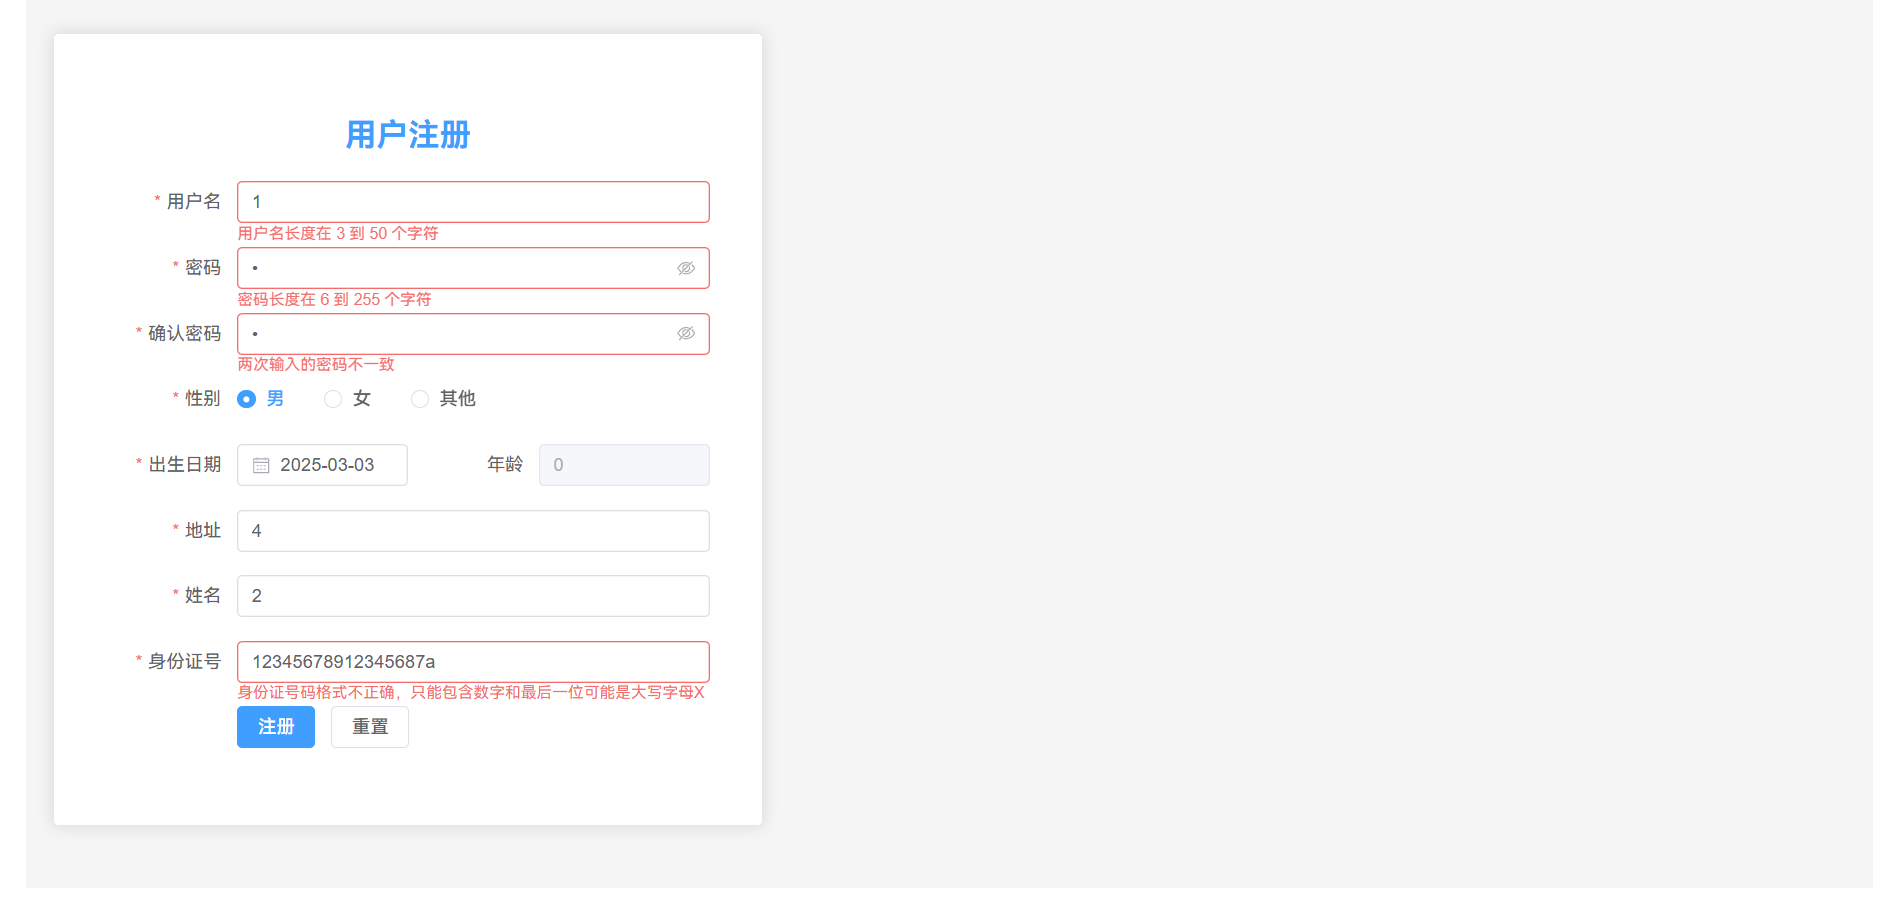 用户注册
* 用户名 1
用户名长度在 3 到 50 个字符
* 密码 •
密码长度在 6 到 255 个字符
* 确认密码 •
两次输入的密码不一致
* 性别 男 女 其他
* 出生日期 2025-03-03 年龄 0
* 地址 4
* 姓名 2
* 身份证号 12345678912345687a
身份证号码格式不正确，只能包含数字和最后一位可能是大写字母X
注册 重置